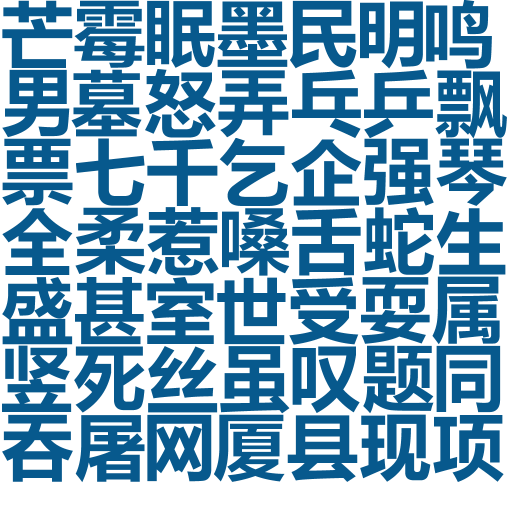 芒霉眠墨民明鸣
男墓怒弄乓乒飘
票七千乞企强琴
全柔惹嗓舌蛇生
盛甚室世受耍属
竖死丝虽叹题同
吞屠网厦县现项